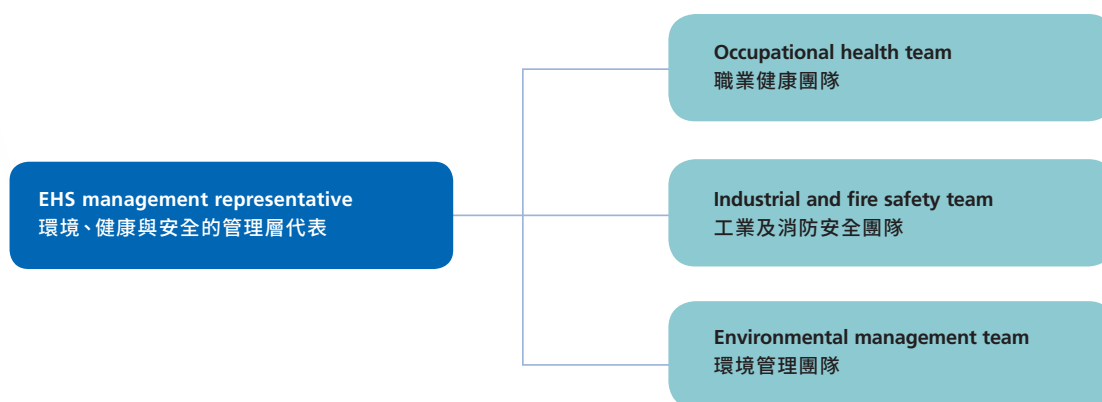 Occupational health team
職業健康團隊
EHS management representative
環境、健康與安全的管理層代表
Industrial and fire safety team
工業及消防安全團隊
Environmental management team
環境管理團隊